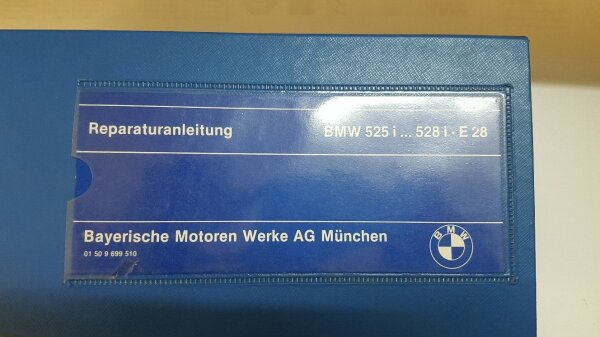 Reparaturanleitung BMW 525 i ... 528 i · E 28
Bayerische Motoren Werke AG München
01 50 9 699 510
BMW